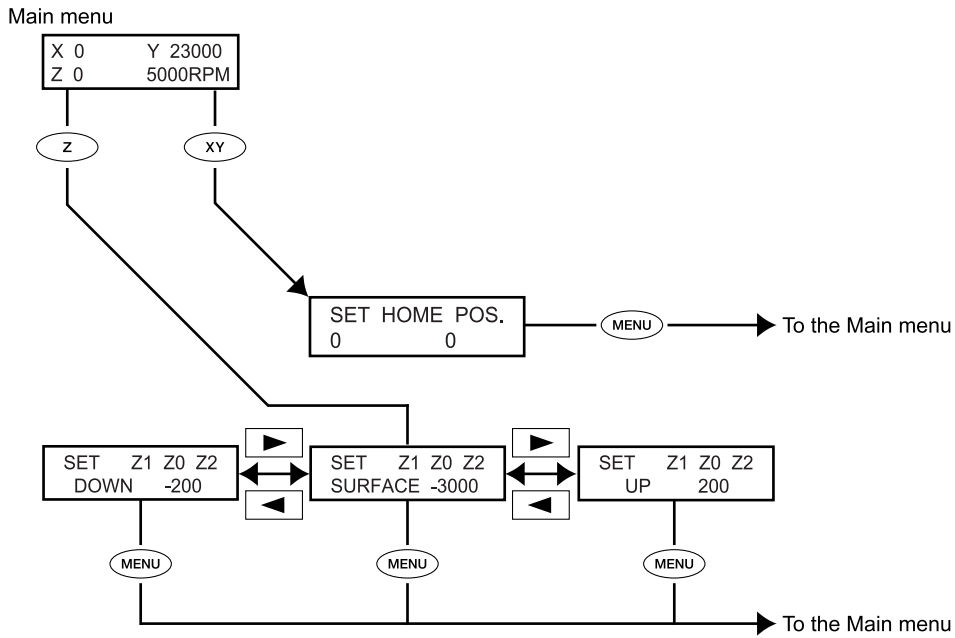 Main menu
X 0 Y 23000
Z 0 5000RPM
Z
XY
SET HOME POS.
0 0
MENU
To the Main menu
SET Z1 Z0 Z2
DOWN -200
SET Z1 Z0 Z2
SURFACE -3000
SET Z1 Z0 Z2
UP 200
MENU
MENU
MENU
To the Main menu